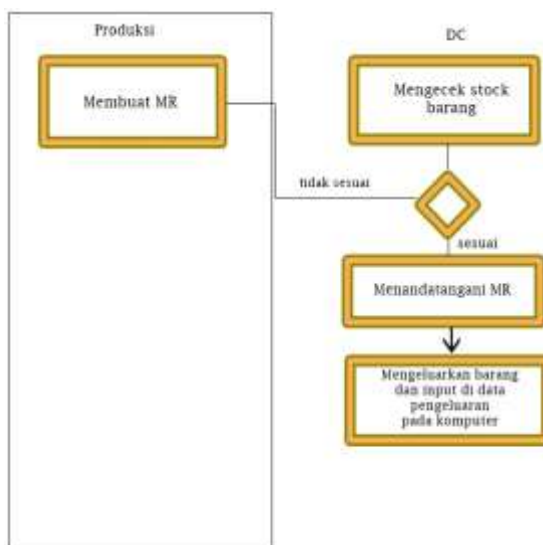 Produksi
DC
Membuat MR
Mengecek stock
barang
tidak sesuai
sesuai
Menandatangani MR
Mengeluarkan barang
dan input di data
pengeluaran
pada komputer